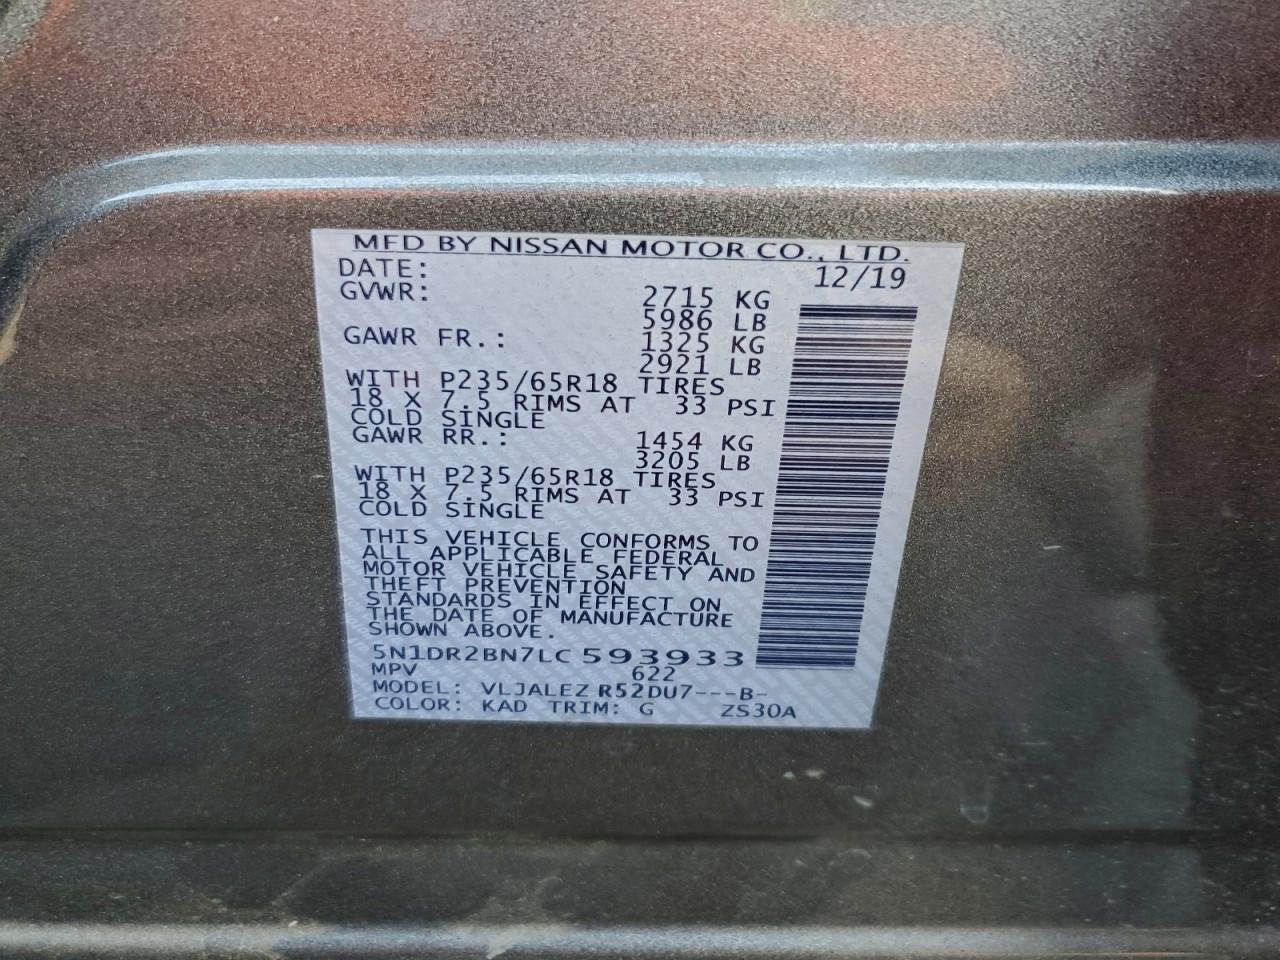 MFD BY NISSAN MOTOR CO., LTD.
DATE: 12/19
GVWR: 2715 KG
5986 LB
GAWR FR.: 1325 KG
2921 LB
WITH P235/65R18 TIRES
18 X 7.5 RIMS AT 33 PSI
COLD SINGLE
GAWR RR.: 1454 KG
3205 LB
WITH P235/65R18 TIRES
18 X 7.5 RIMS AT 33 PSI
COLD SINGLE
THIS VEHICLE CONFORMS TO
ALL APPLICABLE FEDERAL
MOTOR VEHICLE SAFETY AND
THEFT PREVENTION
STANDARDS IN EFFECT ON
THE DATE OF MANUFACTURE
SHOWN ABOVE.
5N1DR2BN7LC593933
MPV 622
MODEL: VLJALEZ R52DU7---B-
COLOR: KAD TRIM: G ZS30A